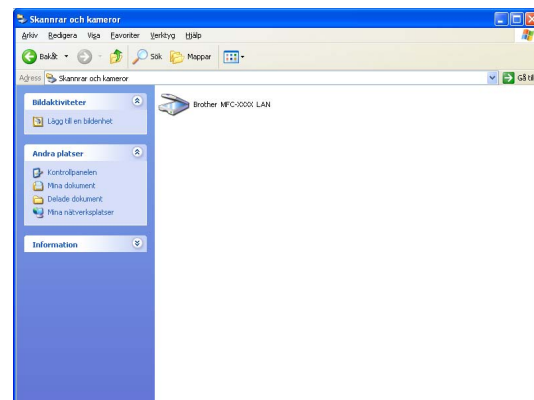 Skannrar och kameror
Arkiv Redigera Visa Favoriter Verktyg Hjälp
Bakåt Sök Mappar
Adress Skannrar och kameror Gå till
Bildaktiviteter
Lägg till en bildenhet
Brother MFC-XXXX LAN
Andra platser
Kontrollpanelen
Mina dokument
Delade dokument
Mina nätverksplatser
Information